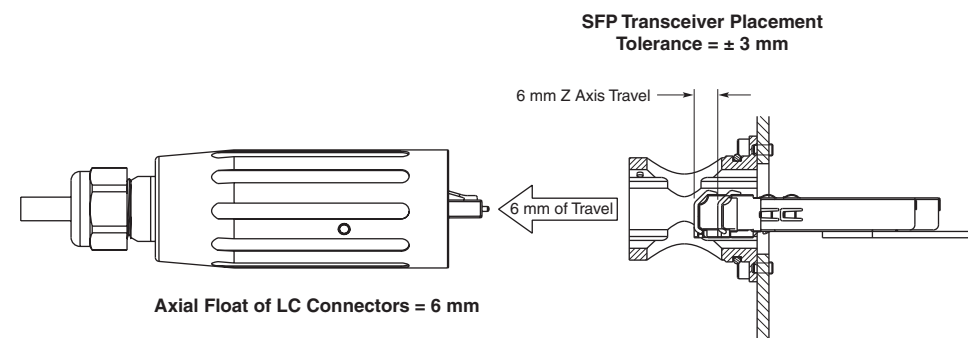 SFP Transceiver Placement
Tolerance = ± 3 mm
6 mm Z Axis Travel
6 mm of Travel
Axial Float of LC Connectors = 6 mm